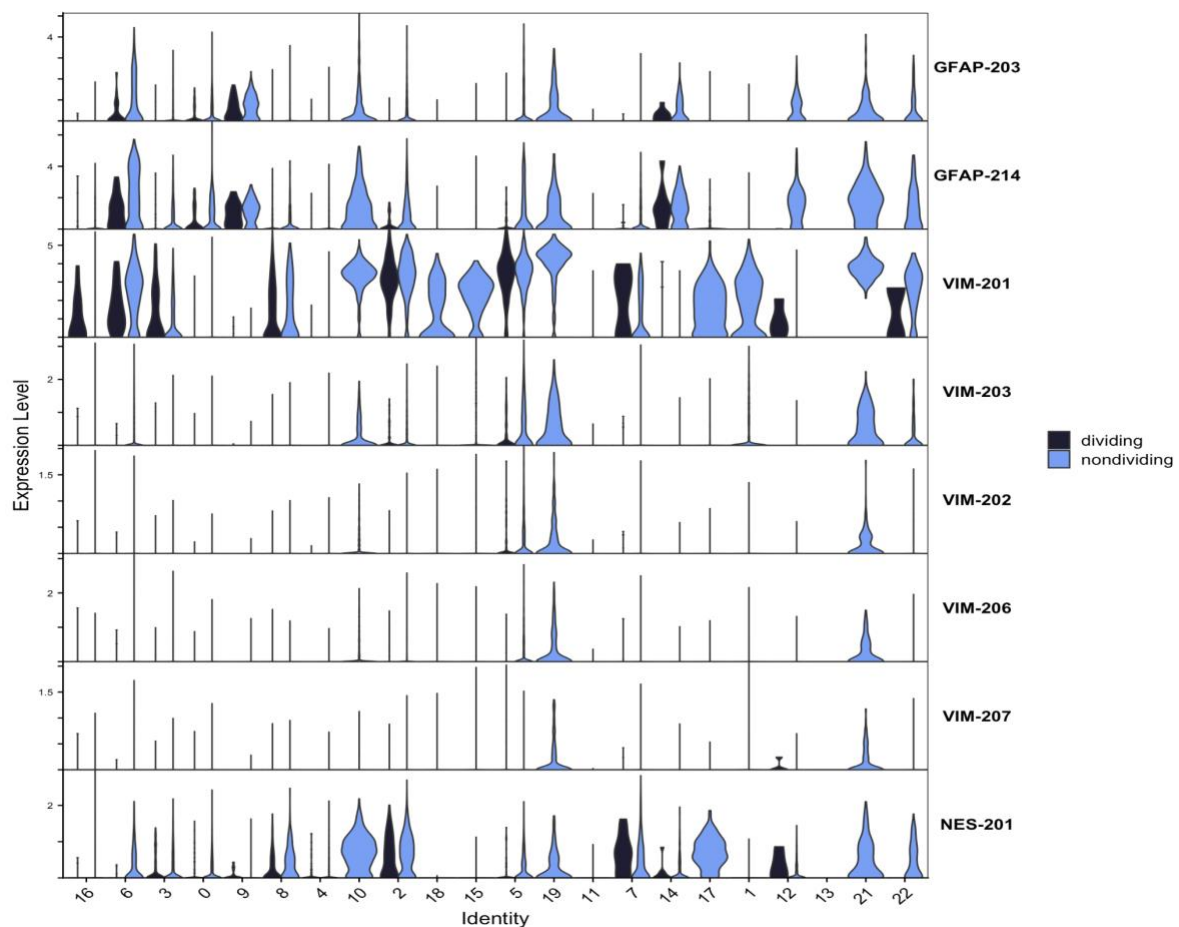 4
GFAP-203
4
GFAP-214
5
VIM-201
2
VIM-203
Expression Level
dividing
nondividing
1.5
VIM-202
2
VIM-206
1.5
VIM-207
2
NES-201
16 6 3 0 9 8 4 10 2 18 15 5 19 11 7 14 17 1 12 13 21 22
Identity